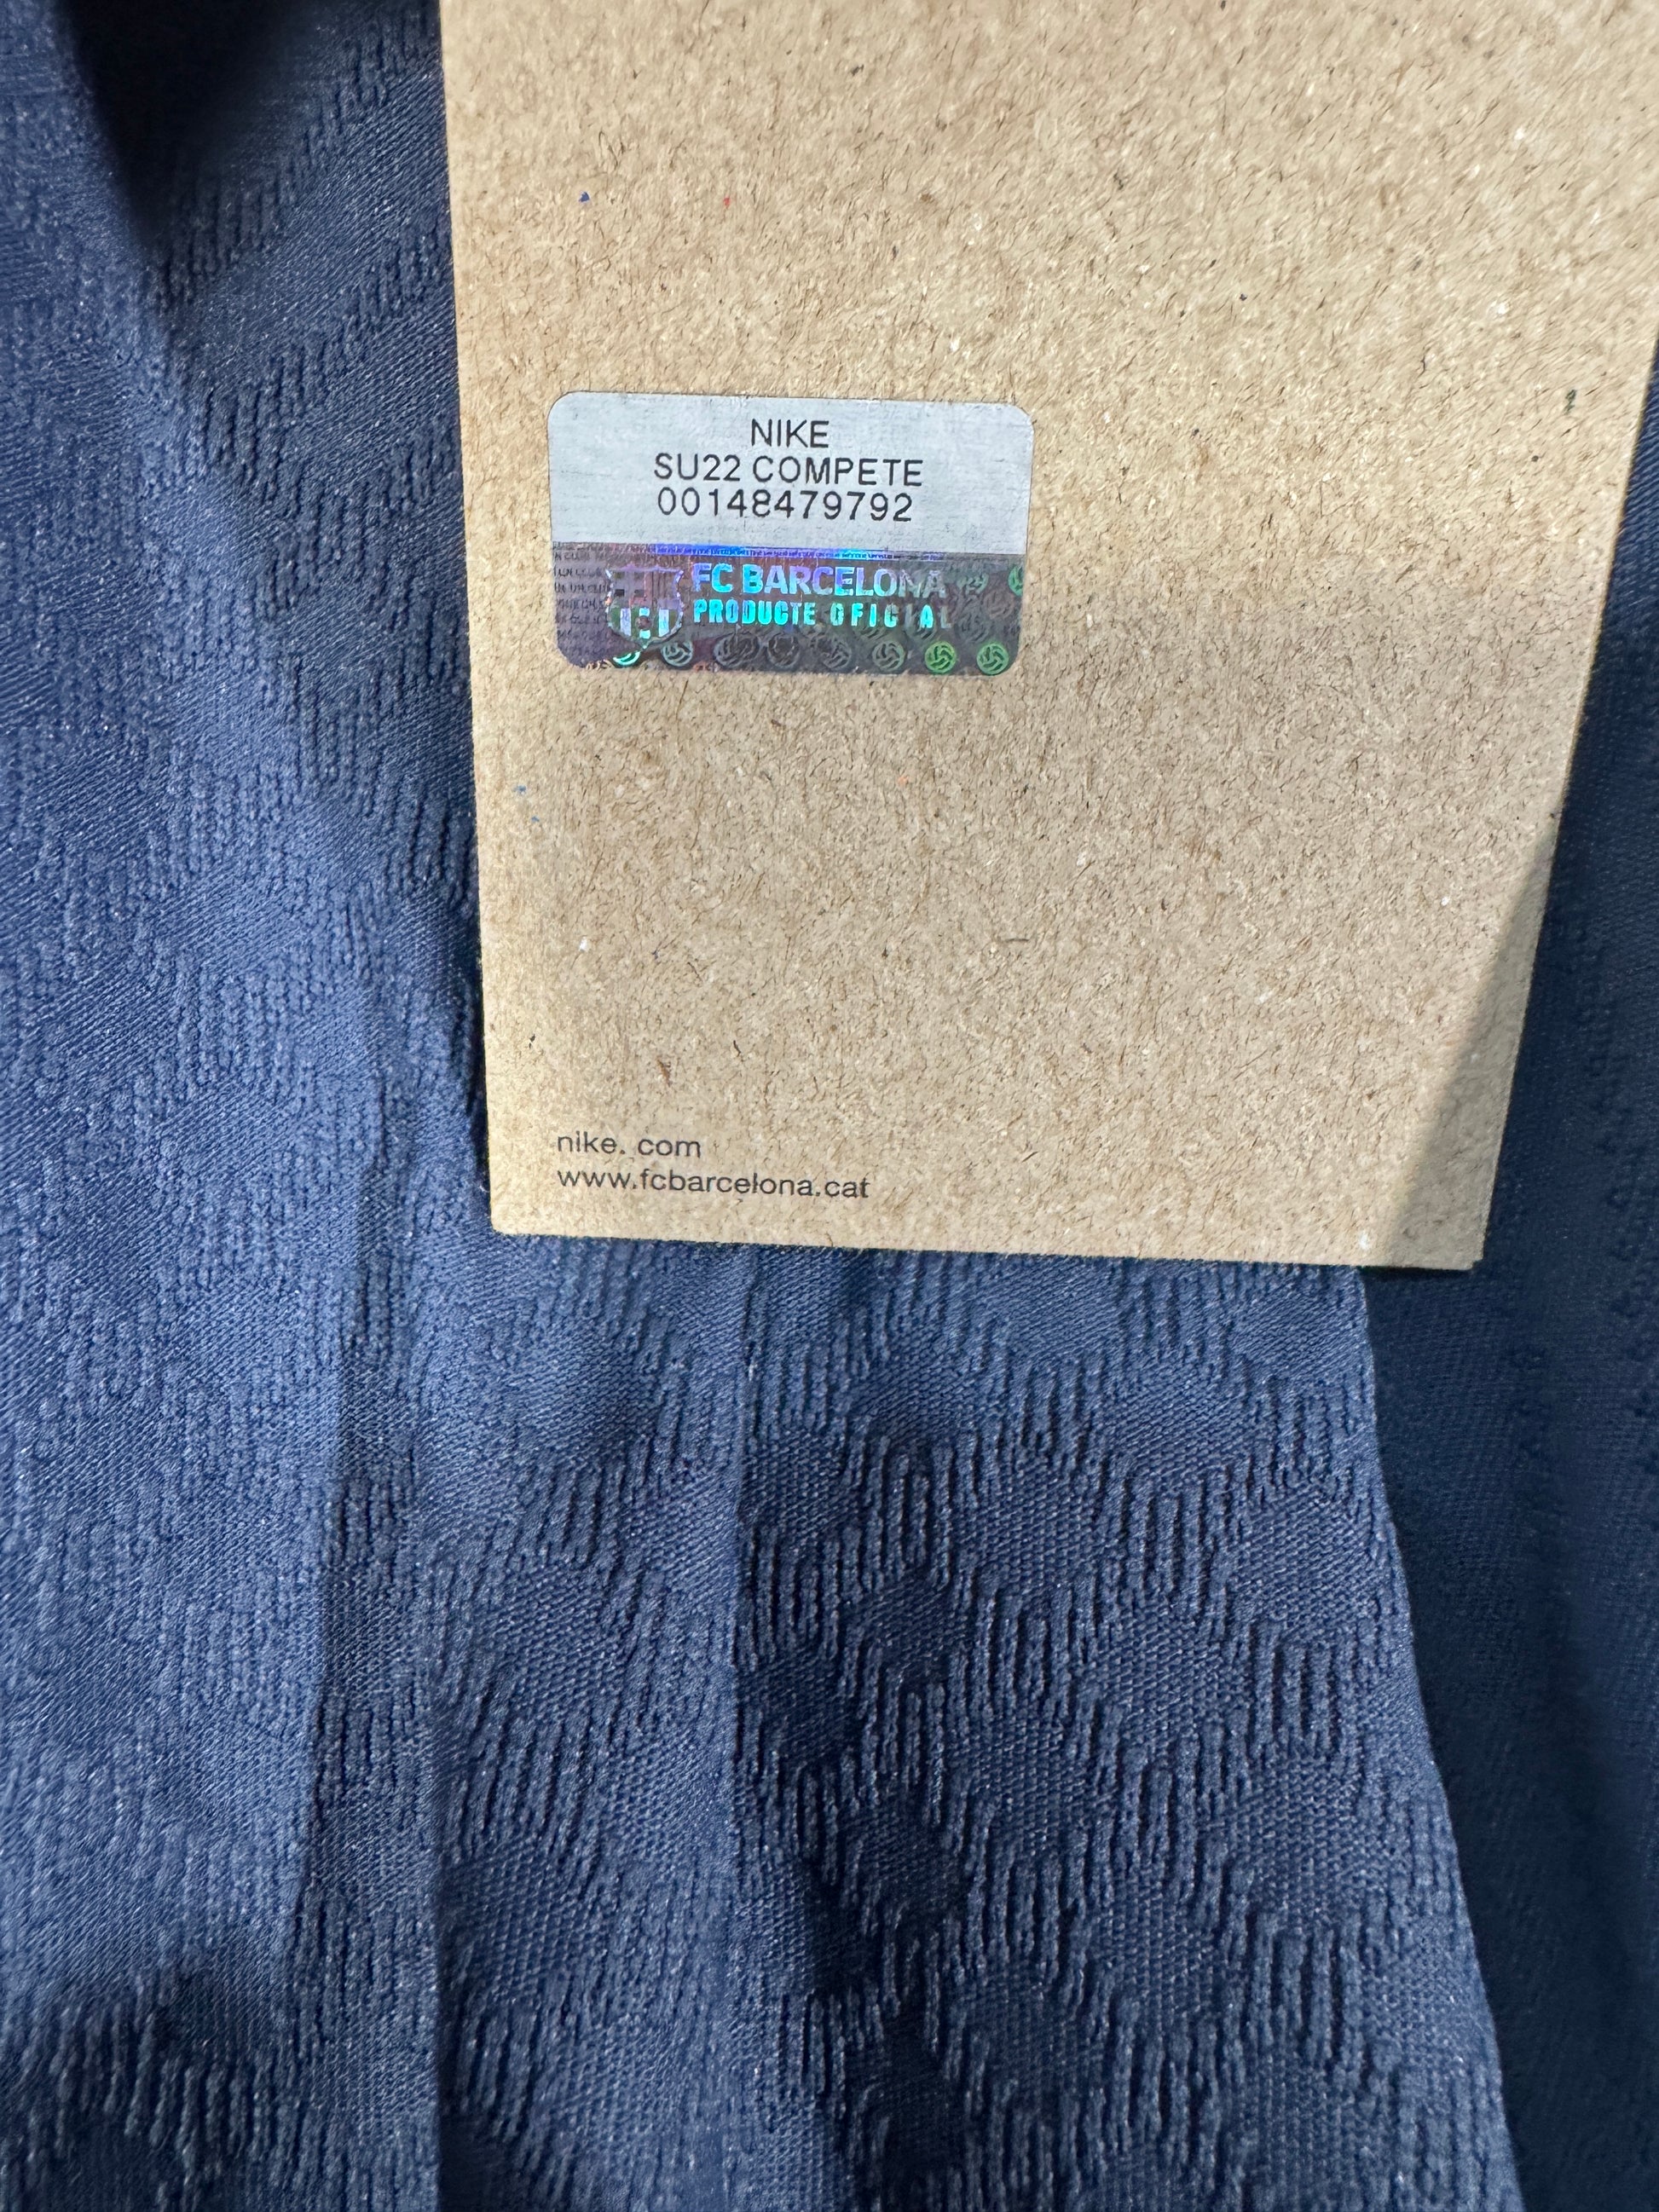 NIKE
SU22 COMPETE
00148479792
FC BARCELONA
PRODUCTE OFICIAL
nike. com
www.fcbarcelona.cat